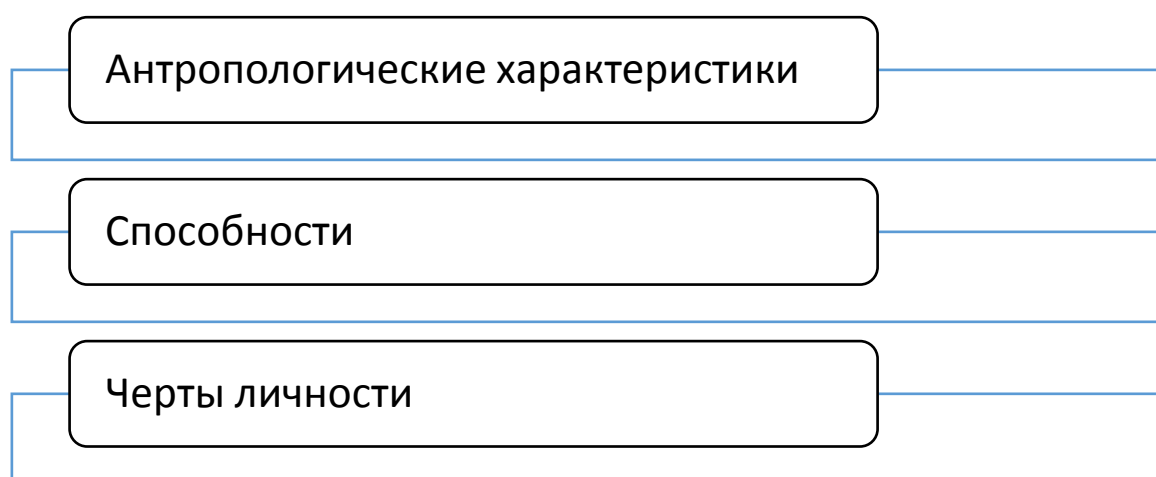 Антропологические характеристики
Способности
Черты личности